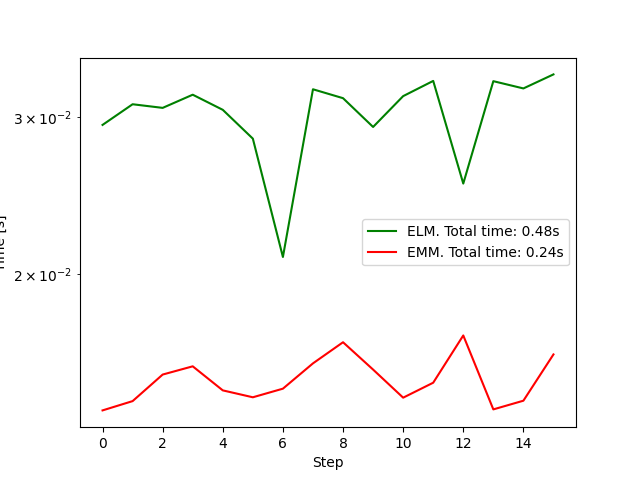 3 × 10⁻²
2 × 10⁻²
Time [s]
ELM. Total time: 0.48s
EMM. Total time: 0.24s
0 2 4 6 8 10 12 14
Step